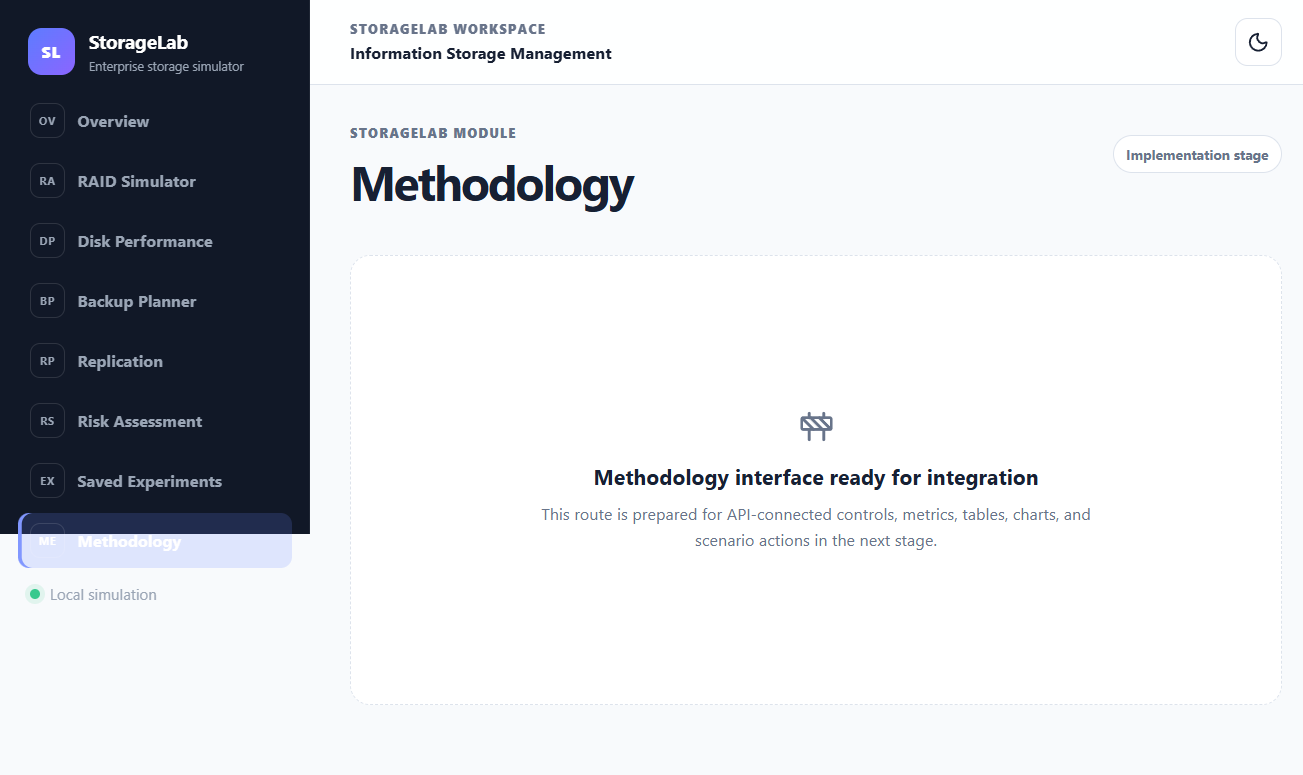 SL
StorageLab
Enterprise storage simulator
OV
Overview
RA
RAID Simulator
DP
Disk Performance
BP
Backup Planner
RP
Replication
RS
Risk Assessment
EX
Saved Experiments
ME
Methodology
Local simulation
STORAGELAB WORKSPACE
Information Storage Management
STORAGELAB MODULE
Methodology
Implementation stage
Methodology interface ready for integration
This route is prepared for API-connected controls, metrics, tables, charts, and
scenario actions in the next stage.